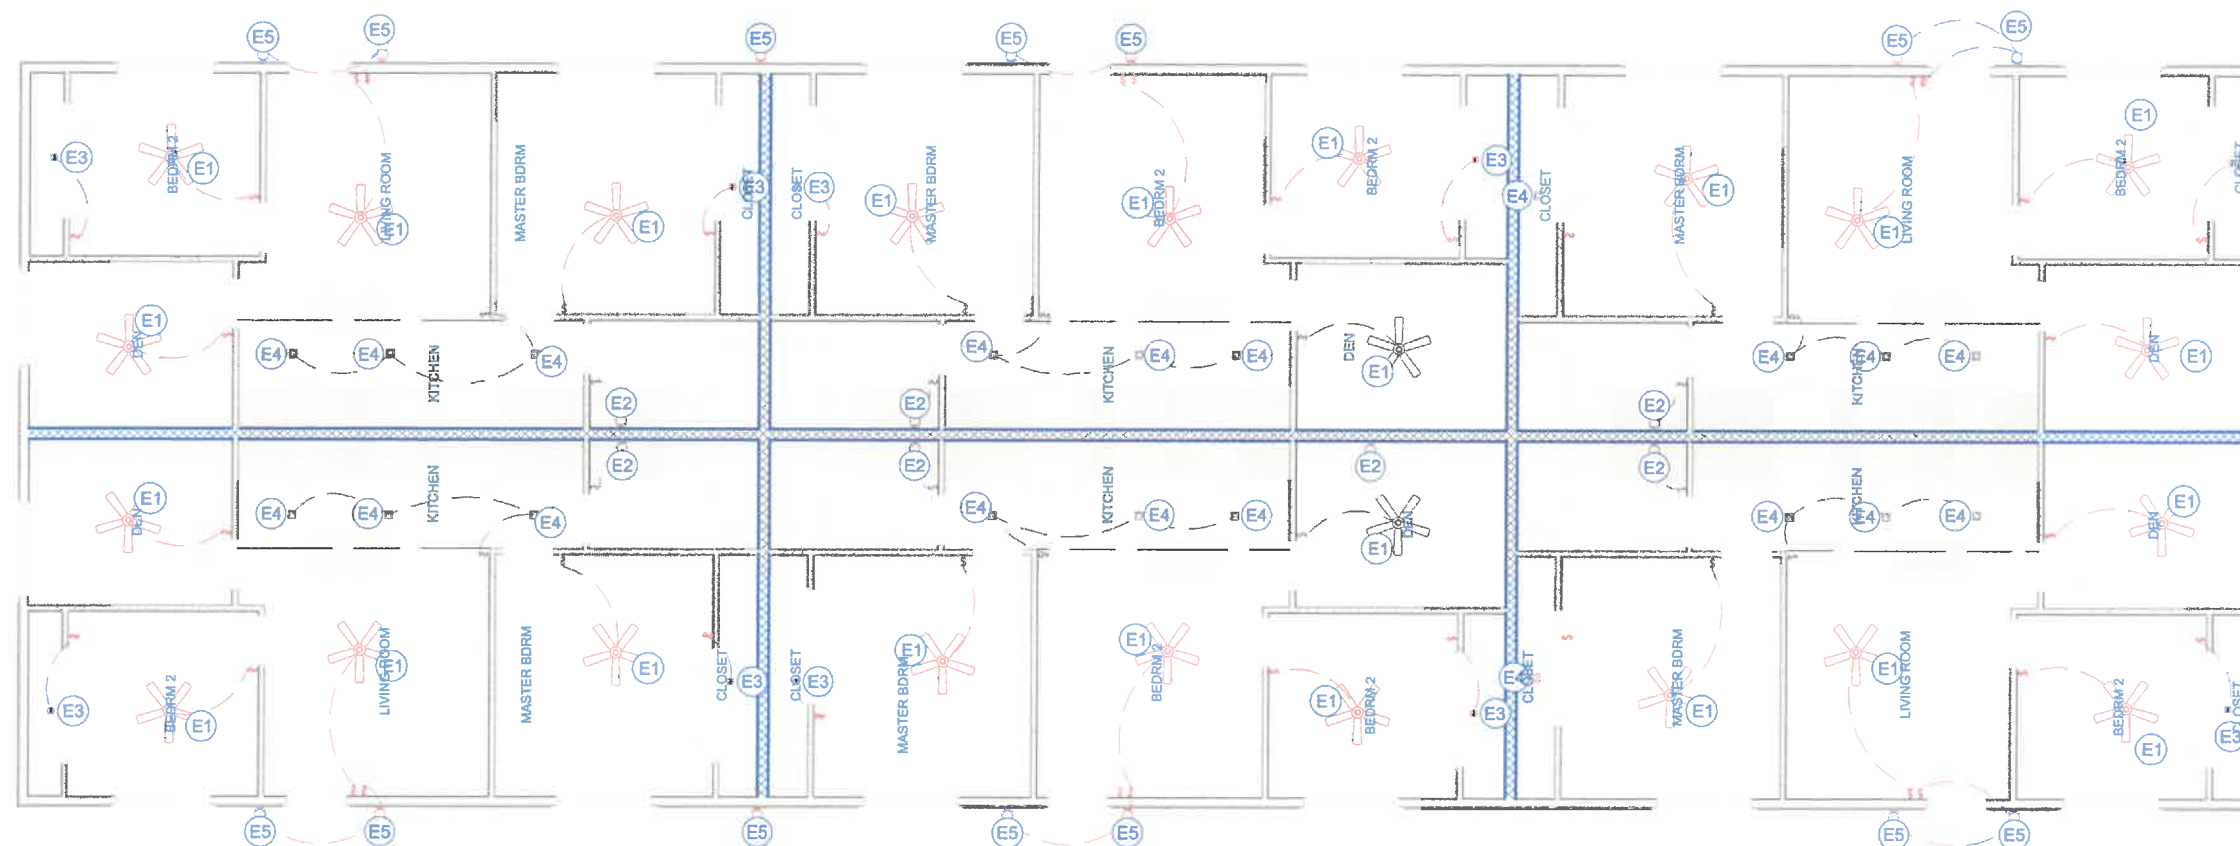 E5
E5
E5
E5
E5
E5
E5
E3
BEDRM 2
E1
LIVING ROOM
E1
MASTER BDRM
E1
CLOSET
E3
CLOSET
E3
E1
MASTER BDRM
E1
BEDRM 2
E1
BEDRM 2
E3
E4
CLOSET
MASTER BDRM
E1
E1
LIVING ROOM
E1
BEDRM 2
CLOSET
E1
DEN
E4
E4
KITCHEN
E4
E4
KITCHEN
E4
E4
DEN
E1
E4
KITCHEN
E4
E4
DEN
E1
E2
E2
E2
E2
E2
E2
E2
E1
DEN
E4
E4
KITCHEN
E4
E4
KITCHEN
E4
E4
DEN
E1
E4
KITCHEN
E4
E4
DEN
E1
E3
BEDRM 2
E1
LIVING ROOM
E1
MASTER BDRM
E1
CLOSET
E3
CLOSET
E3
MASTER BDRM
E1
E1
BEDRM 2
E1
BEDRM 2
E3
E4
CLOSET
MASTER BDRM
E1
E1
LIVING ROOM
BEDRM 2
E1
E3
CLOSET
E5
E5
E5
E5
E5
E5
E5